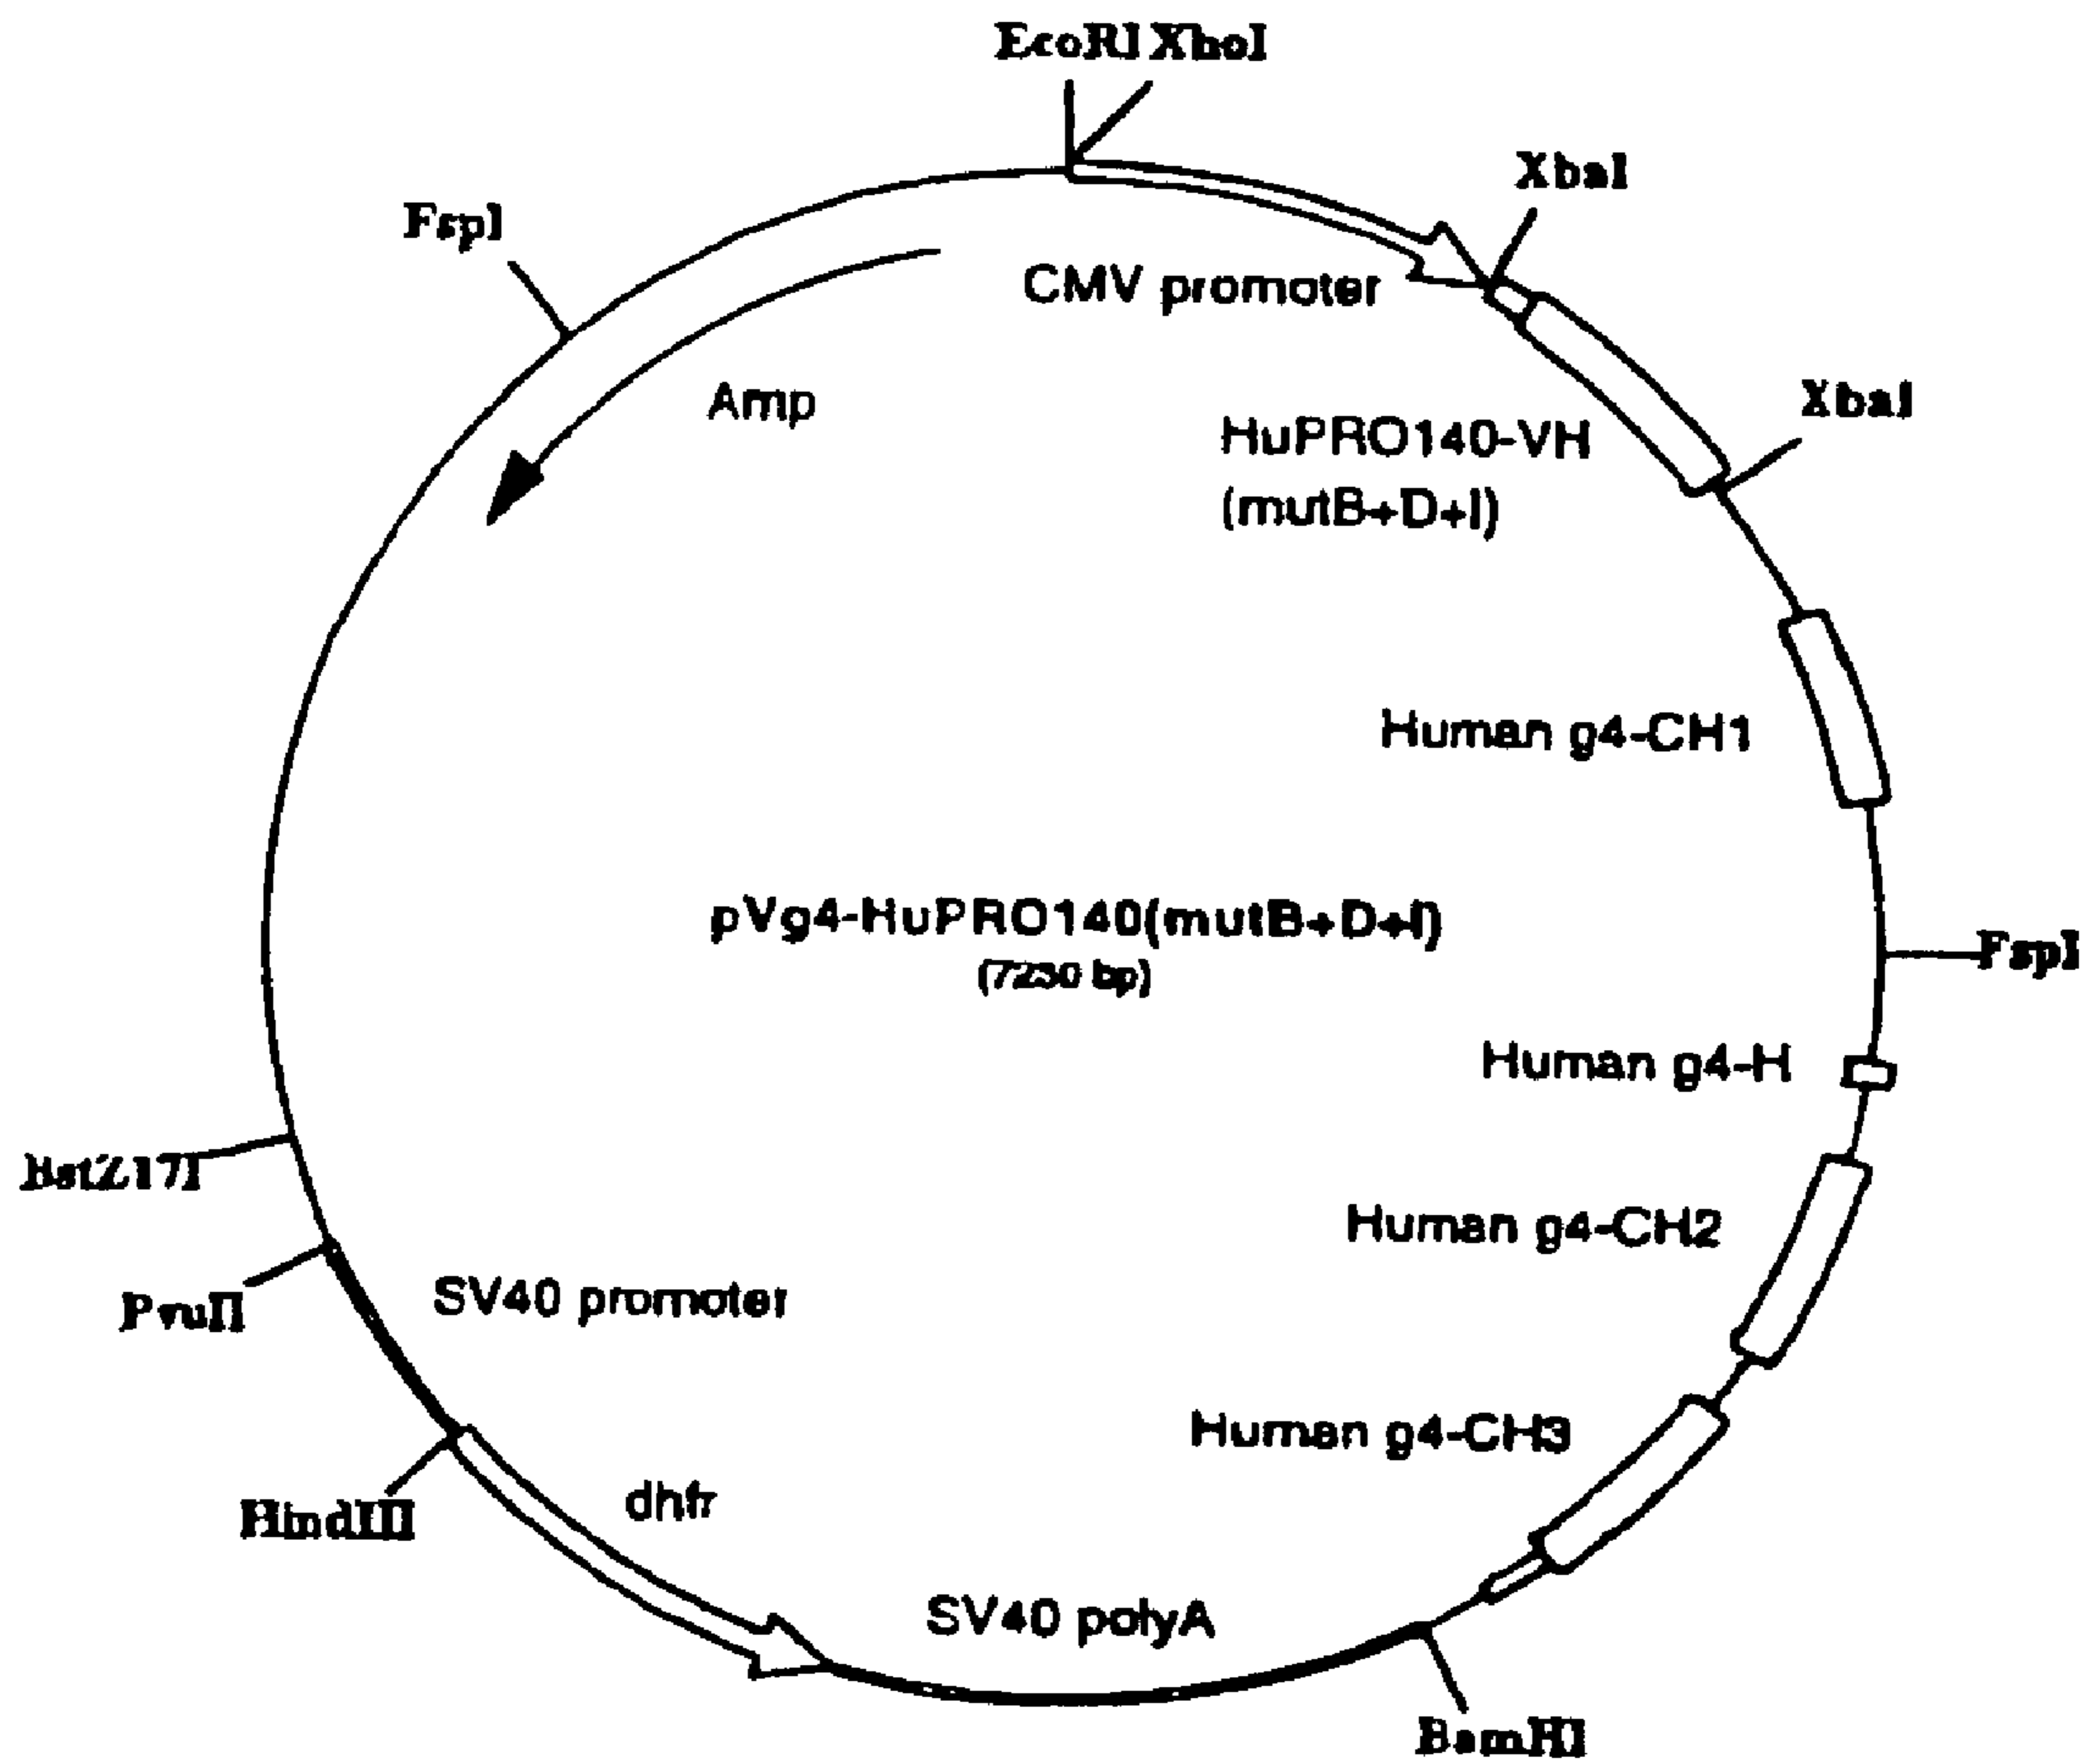 EcoRI XhoI
XbaI
FspI
CMV promoter
XbaI
Amp
HuPRO140-VH
(mutB+D+I)
Human g4-CH1
pVg4-HuPRO140(mutB+D+I)
FspI
bp)
Human g4-H
BstZ17I
Human g4-CH2
PvuII
SV40 promoter
Human g4-CH3
dhfr
HindIII
SV40 polyA
BamHI